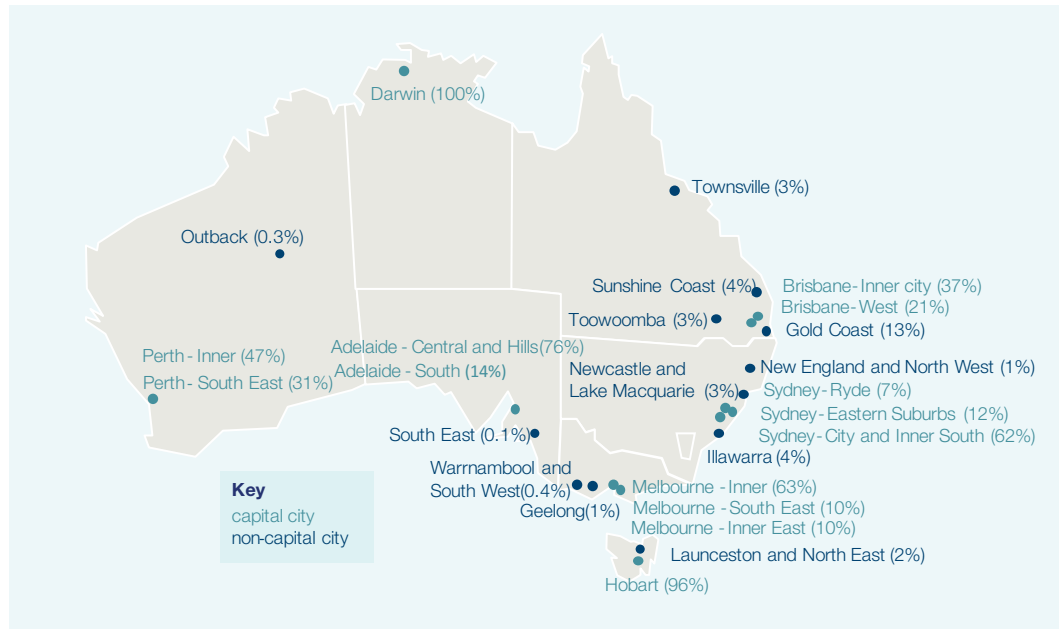 Darwin (100%)
Townsville (3%)
Outback (0.3%)
Sunshine Coast (4%)
Brisbane-Inner city (37%)
Brisbane-West (21%)
Toowoomba (3%)
Gold Coast (13%)
Perth - Inner (47%)
Perth - South East (31%)
Adelaide - Central and Hills(76%)
Adelaide - South (14%)
Newcastle and
Lake Macquarie (3%)
New England and North West (1%)
Sydney-Ryde (7%)
Sydney-Eastern Suburbs (12%)
Sydney-City and Inner South (62%)
South East (0.1%)
Illawarra (4%)
Warrnambool and
South West(0.4%)
Geelong(1%)
Melbourne - Inner (63%)
Melbourne - South East (10%)
Melbourne - Inner East (10%)
Launceston and North East (2%)
Hobart (96%)
Key
capital city
non-capital city